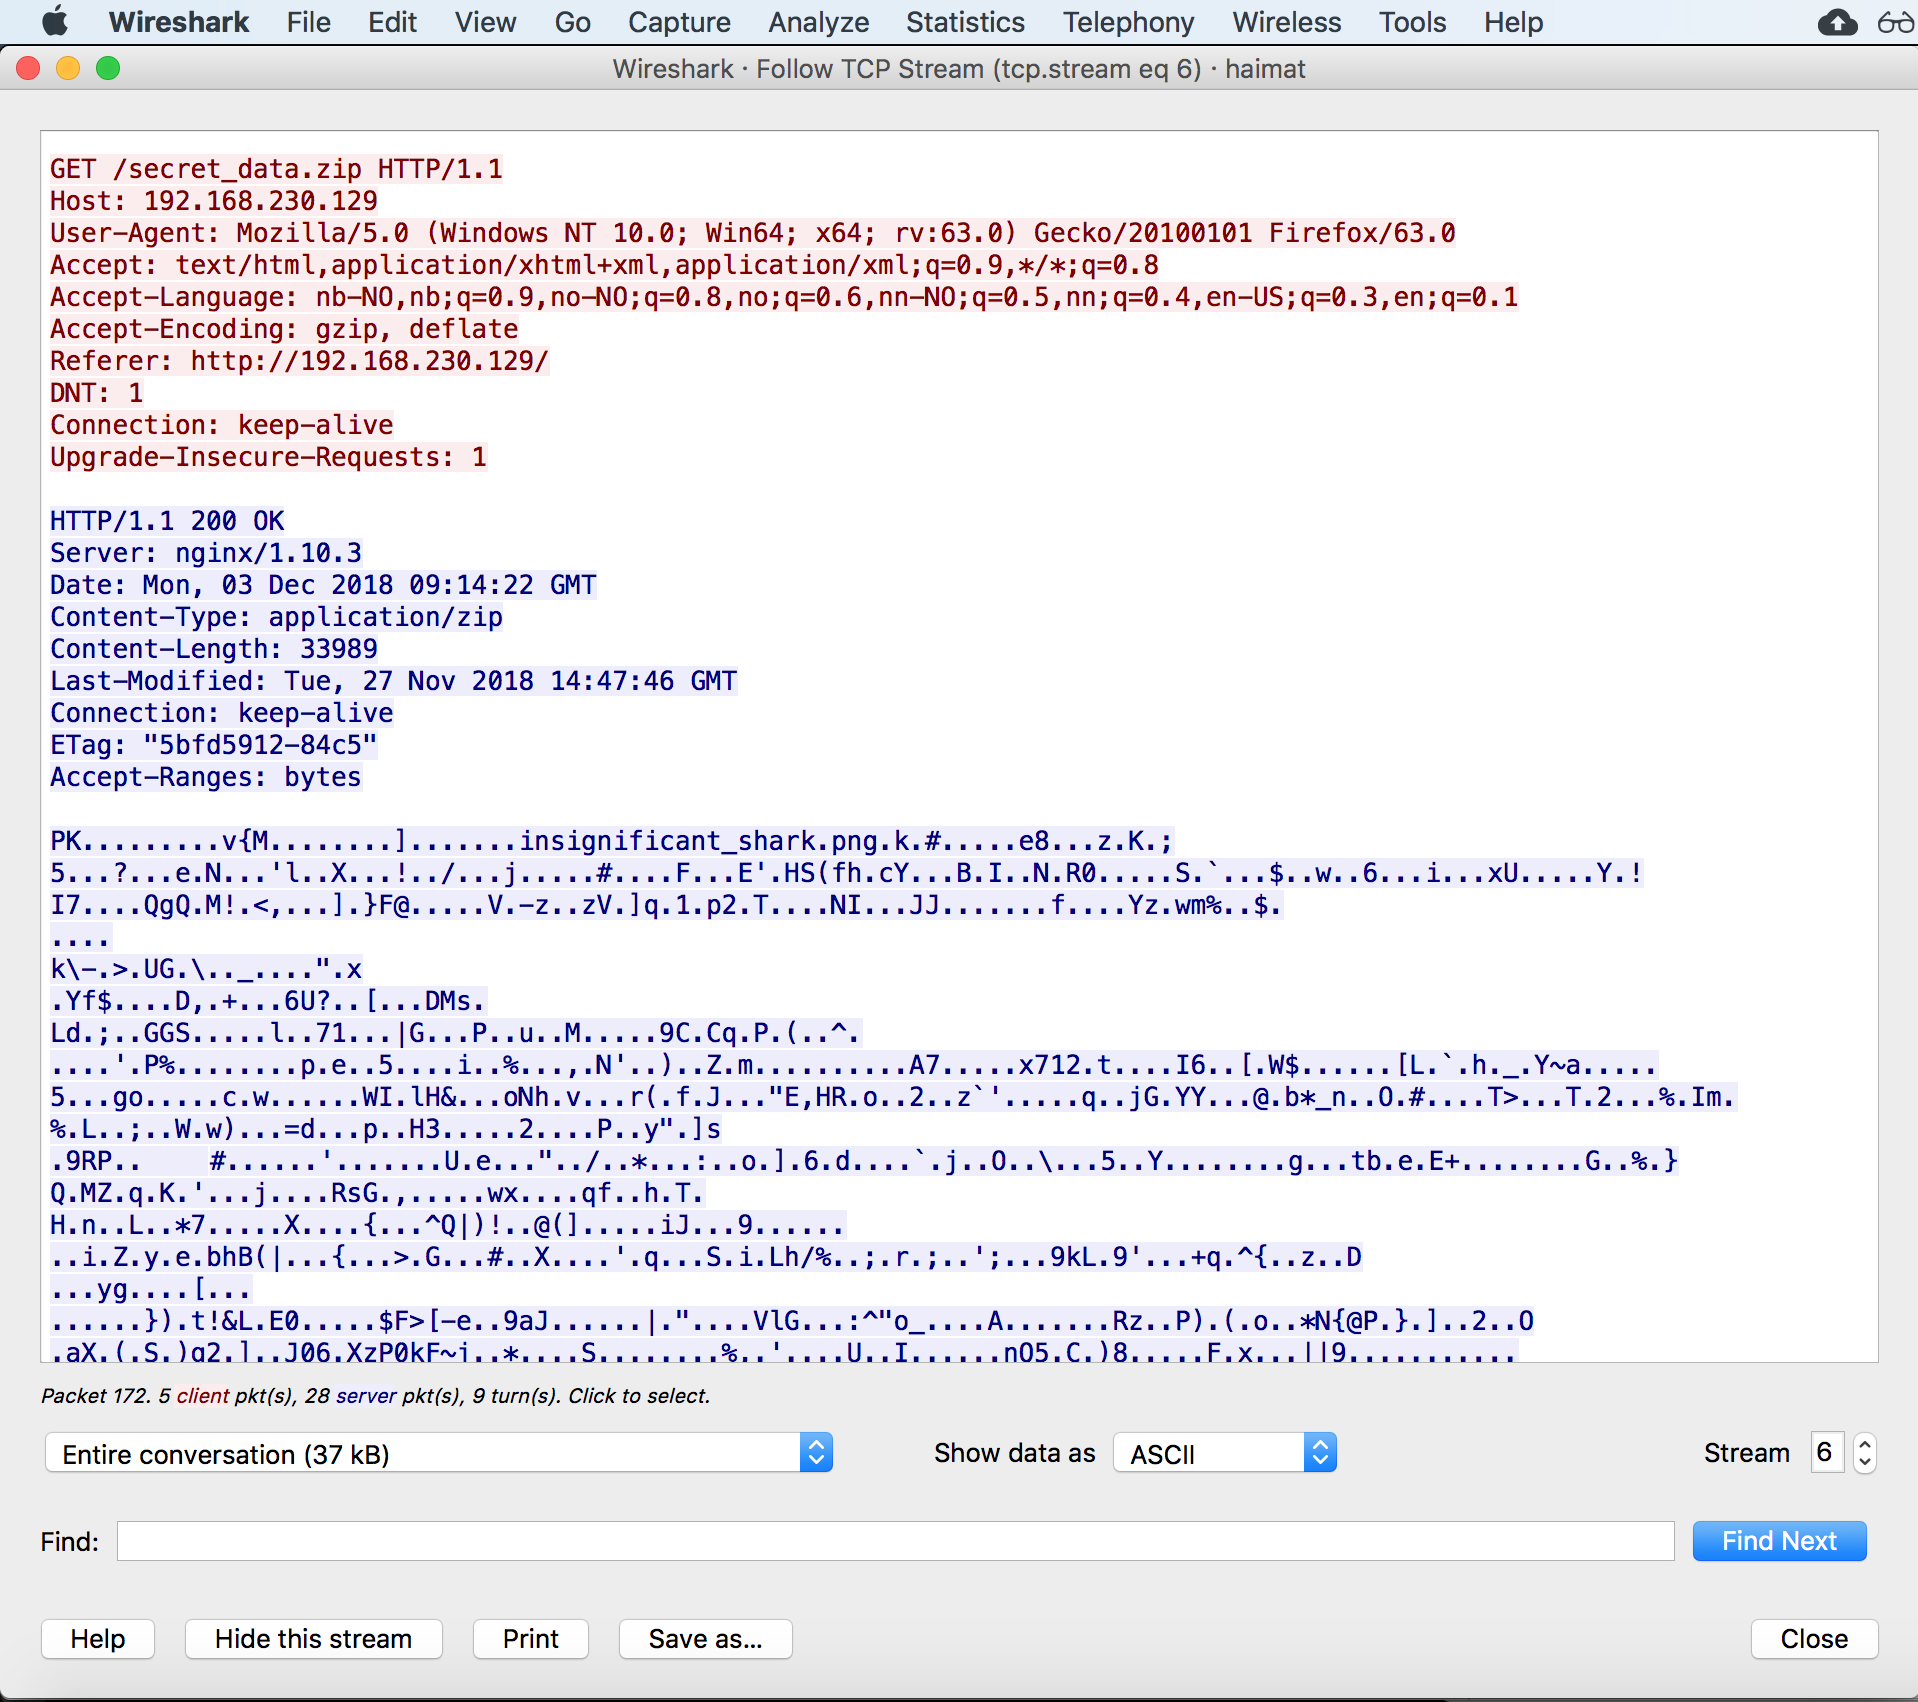 Wireshark File Edit View Go Capture Analyze Statistics Telephony Wireless Tools Help
Wireshark · Follow TCP Stream (tcp.stream eq 6) · haimat
GET /secret_data.zip HTTP/1.1
Host: 192.168.230.129
User-Agent: Mozilla/5.0 (Windows NT 10.0; Win64; x64; rv:63.0) Gecko/20100101 Firefox/63.0
Accept: text/html,application/xhtml+xml,application/xml;q=0.9,*/*;q=0.8
Accept-Language: nb-NO,nb;q=0.9,no-NO;q=0.8,no;q=0.6,nn-NO;q=0.5,nn;q=0.4,en-US;q=0.3,en;q=0.1
Accept-Encoding: gzip, deflate
Referer: http://192.168.230.129/
DNT: 1
Connection: keep-alive
Upgrade-Insecure-Requests: 1
HTTP/1.1 200 OK
Server: nginx/1.10.3
Date: Mon, 03 Dec 2018 09:14:22 GMT
Content-Type: application/zip
Content-Length: 33989
Last-Modified: Tue, 27 Nov 2018 14:47:46 GMT
Connection: keep-alive
ETag: "5bfd5912-84c5"
Accept-Ranges: bytes
PK.........v{M........].......insignificant_shark.png.k.#.....e8...z.K.;
5...?...e.N...'l..X...!../...j.....#....F...E'.HS(fh.cY...B.I..N.R0.....S.`...$..w..6...i...xU.....Y.!
I7....QgQ.M!.<,...].}F@.....V.-z..zV.]q.1.p2.T....NI...JJ.......f....Yz.wm%..$.
....
k\-.>.UG.\.._....".x
.Yf$....D,.+...6U?..[...DMs.
Ld.;..GGS.....l..71...|G...P..u..M.....9C.Cq.P.(..^.
....'.P%........p.e..5....i..%...,.N'..)..Z.m..........A7.....x712.t....I6..[.W$......[L.`.h._.Y~a.....
5...go.....c.w......WI.lH&...oNh.v...r(.f.J..."E,HR.o..2..z`'.....q..jG.YY...@.b*_n..O.#....T>...T.2...%.Im.
%.L..;..W.w)...=d...p..H3.....2....P..y".]s
.9RP.. #......'.......U.e..."../..*...:..o.].6.d....`.j..O..\...5..Y........g...tb.e.E+........G..%.}
Q.MZ.q.K.'...j....RsG.,.....wx....qf..h.T.
H.n..L..*7.....X....{...^Q|)!..@(].....iJ...9......
..i.Z.y.e.bhB(|...{...>.G...#..X....'.q...S.i.Lh/%..;.r.;..';...9kL.9'...+q.^{..z..D
...yg....[...
......}).t!&L.E0.....$F>[-e..9aJ......|."....VlG...:^"o_....A.......Rz..P).(.o..*N{@P.}.]..2..O
.aX.(.S.)q2.]..J06.XzP0kF~j..*....S........%..'....U..I......nO5.C.)8.....F.x...||9...........
Packet 172. 5 client pkt(s), 28 server pkt(s), 9 turn(s). Click to select.
Entire conversation (37 kB) Show data as ASCII Stream 6
Find: Find Next
Help Hide this stream Print Save as... Close